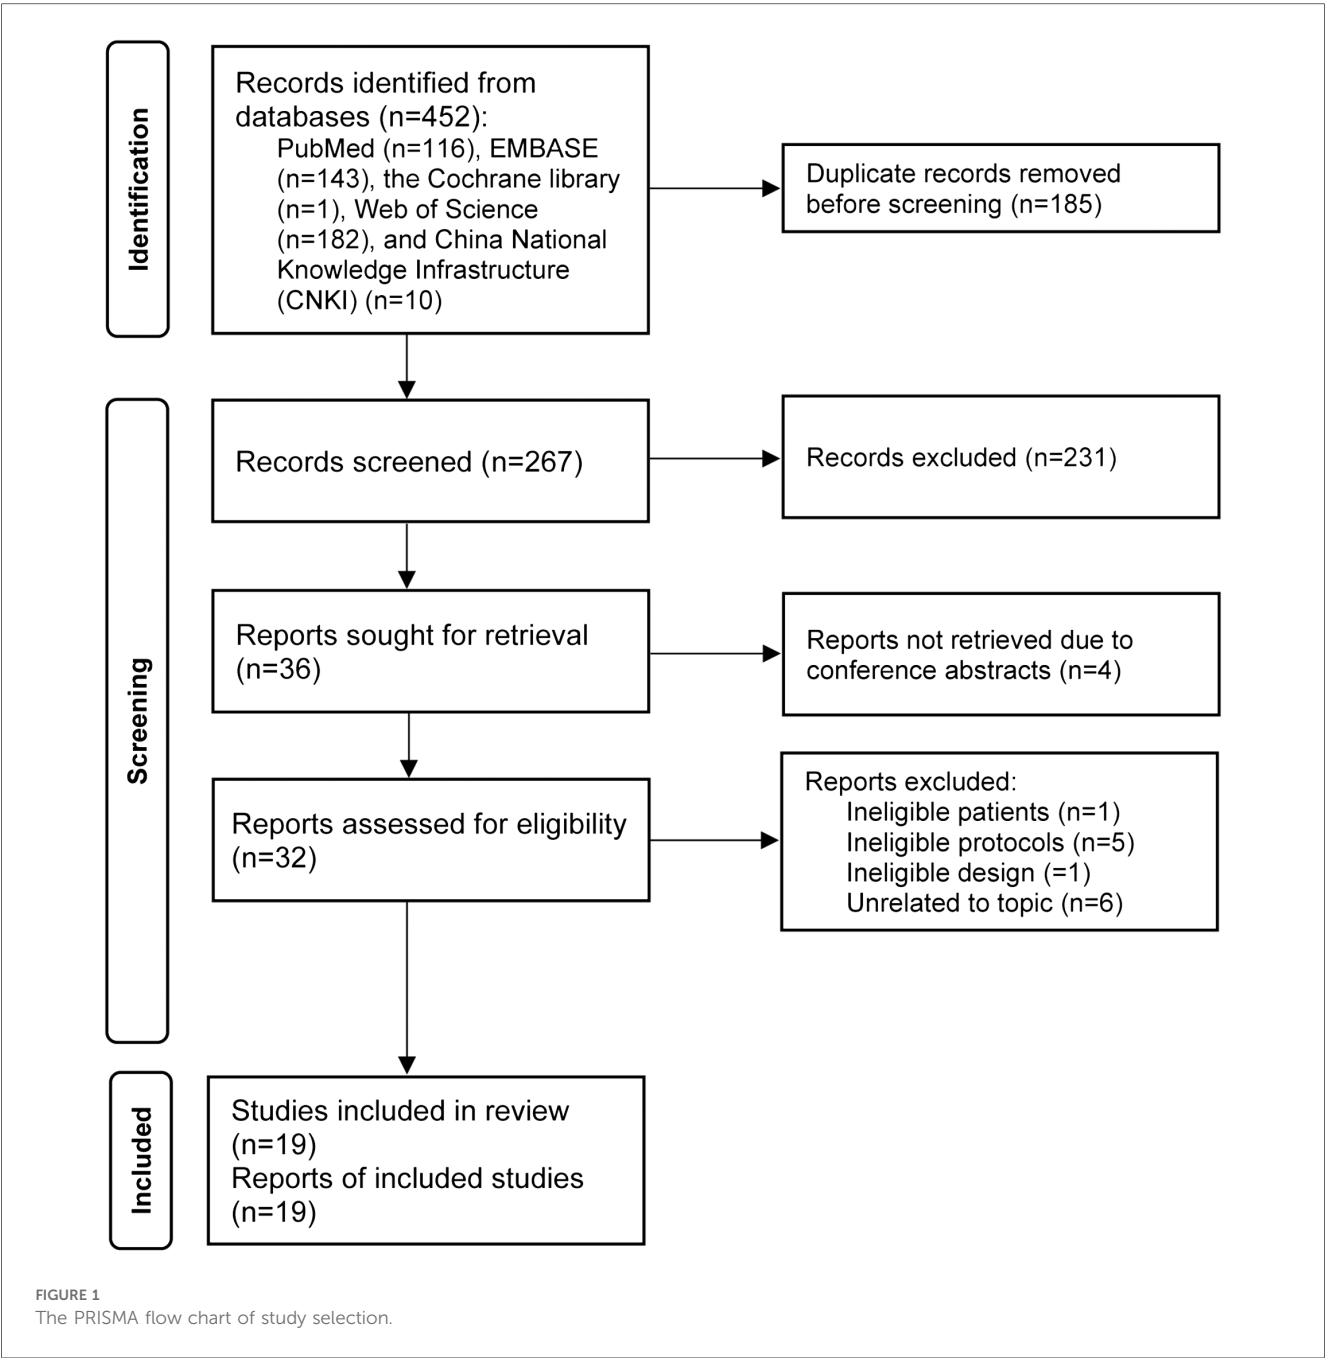 Identification
Records identified from
databases (n=452):
PubMed (n=116), EMBASE
(n=143), the Cochrane library
(n=1), Web of Science
(n=182), and China National
Knowledge Infrastructure
(CNKI) (n=10)
Duplicate records removed
before screening (n=185)
Screening
Records screened (n=267)
Records excluded (n=231)
Reports sought for retrieval
(n=36)
Reports not retrieved due to
conference abstracts (n=4)
Reports assessed for eligibility
(n=32)
Reports excluded:
Ineligible patients (n=1)
Ineligible protocols (n=5)
Ineligible design (=1)
Unrelated to topic (n=6)
Included
Studies included in review
(n=19)
Reports of included studies
(n=19)
FIGURE 1
The PRISMA flow chart of study selection.